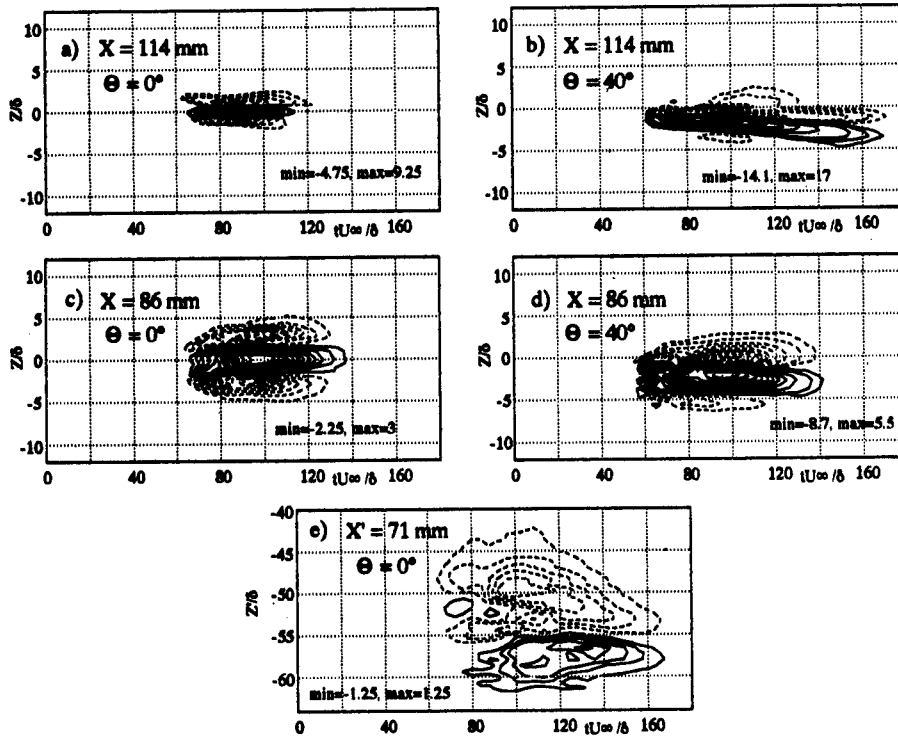 a) X = 114 mm
Θ = 0°
min=-4.75, max=9.25
10
5
0
-5
-10
Z/δ
0 40 80 120 tU∞/δ 160
b) X = 114 mm
Θ = 40°
min=-14.1, max=17
10
5
0
-5
-10
Z/δ
0 40 80 120 tU∞/δ 160
c) X = 86 mm
Θ = 0°
min=-2.25, max=3
10
5
0
-5
-10
Z/δ
0 40 80 120 tU∞/δ 160
d) X = 86 mm
Θ = 40°
min=-8.7, max=5.5
10
5
0
-5
-10
Z/δ
0 40 80 120 tU∞/δ 160
e) X' = 71 mm
Θ = 0°
min=-1.25, max=1.25
-40
-45
-50
-55
-60
Z'/δ
0 40 80 120 tU∞/δ 160